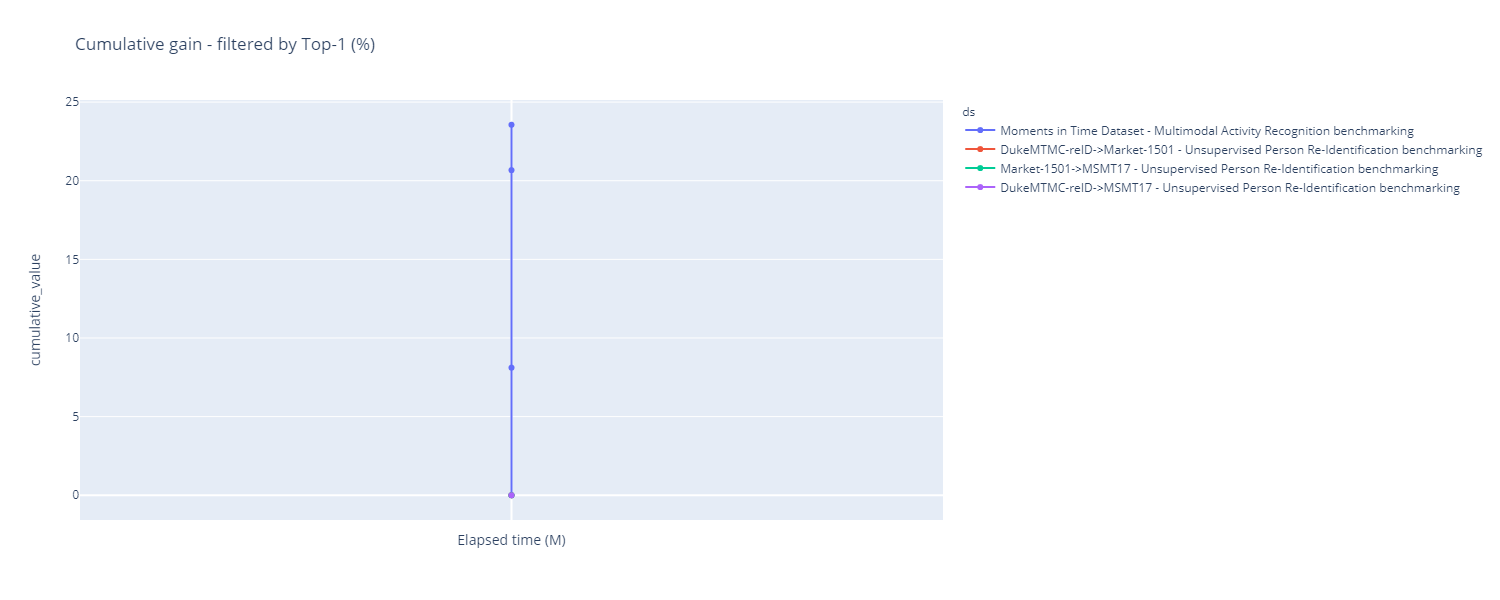 Cumulative gain - filtered by Top-1 (%)
25
20
15
10
5
0
cumulative_value
Elapsed time (M)
ds
Moments in Time Dataset - Multimodal Activity Recognition benchmarking
DukeMTMC-reID->Market-1501 - Unsupervised Person Re-Identification benchmarking
Market-1501->MSMT17 - Unsupervised Person Re-Identification benchmarking
DukeMTMC-reID->MSMT17 - Unsupervised Person Re-Identification benchmarking